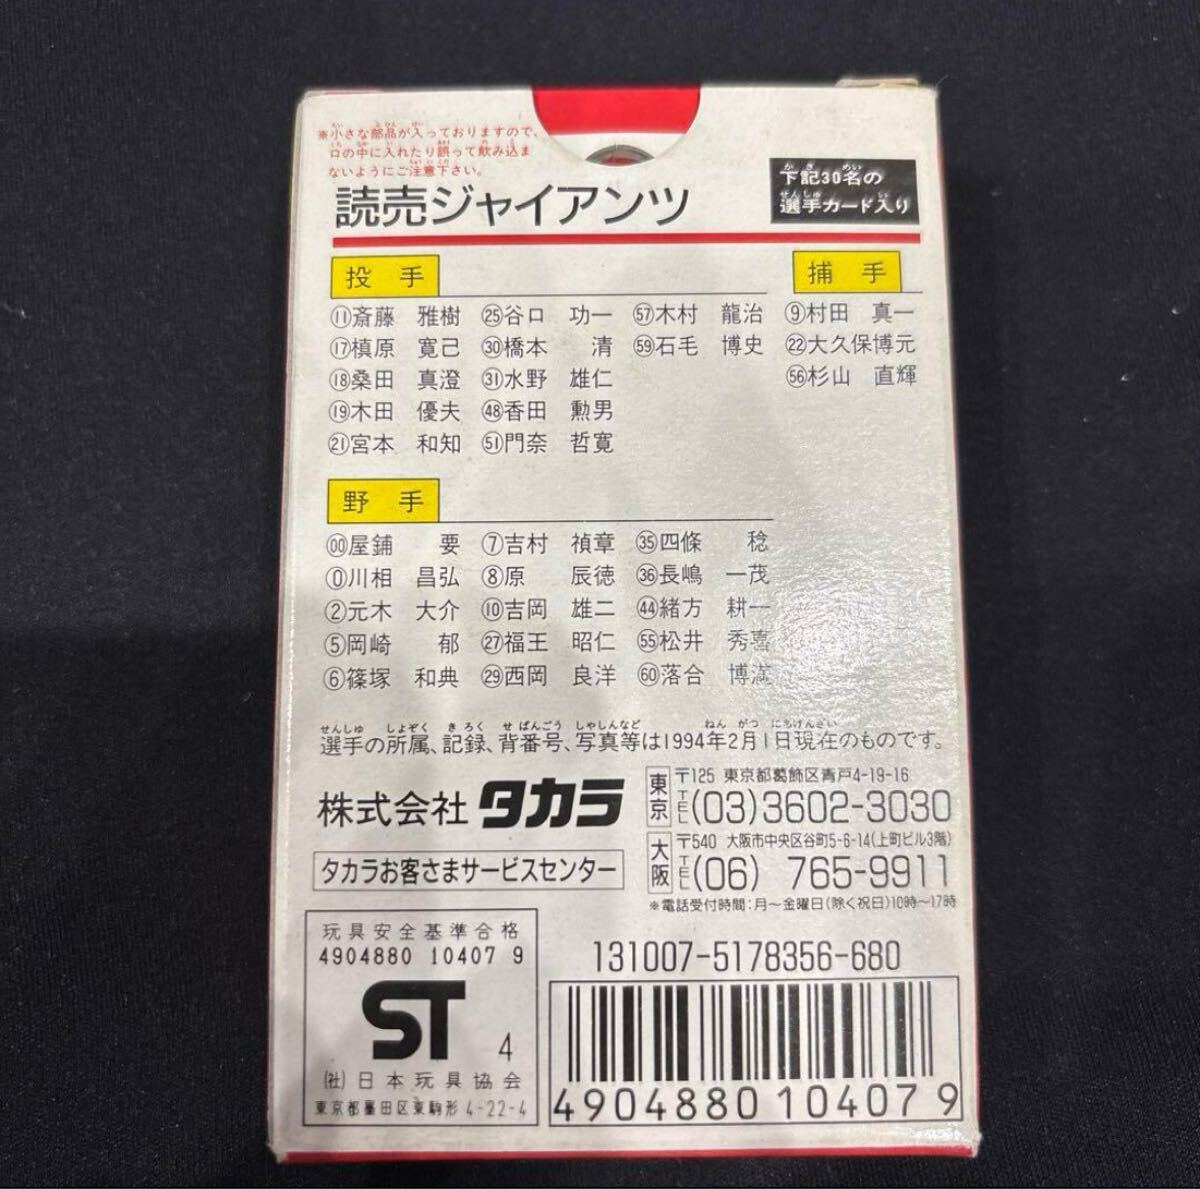 ※小さな部品が入っておりますので、
口の中に入れたり誤って飲み込ま
ないようにご注意下さい。
下記30名の
選手カード入り
読売ジャイアンツ
投手
⑪斎藤 雅樹
⑰槙原 寛己
⑱桑田 真澄
⑲木田 優夫
㉑宮本 和知
㉕谷口 功一
㉚橋本 清
㉛水野 雄仁
㊽香田 勲男
(51)門奈 哲寛
(57)木村 龍治
(59)石毛 博史
捕手
⑨村田 真一
㉒大久保博元
(56)杉山 直輝
野手
(00)屋鋪 要
⓪川相 昌弘
②元木 大介
⑤岡崎 郁
⑥篠塚 和典
⑦吉村 禎章
⑧原 辰徳
⑩吉岡 雄二
㉗福王 昭仁
㉙西岡 良洋
㉟四條 稔
㊱長嶋 一茂
㊹緒方 耕一
(55)松井 秀喜
(60)落合 博満
選手の所属、記録、背番号、写真等は1994年2月1日現在のものです。
株式会社 タカラ
タカラお客さまサービスセンター
東京 〒125 東京都葛飾区青戸4-19-16
TEL(03)3602-3030
大阪 〒540 大阪市中央区谷町5-6-14(上町ビル3階)
TEL(06) 765-9911
※電話受付時間:月〜金曜日(除く祝日)10時〜17時
玩具安全基準合格
4904880 10407 9
ST 4
(社)日本玩具協会
東京都墨田区東駒形 4-22-4
131007-5178356-680
4904880104079